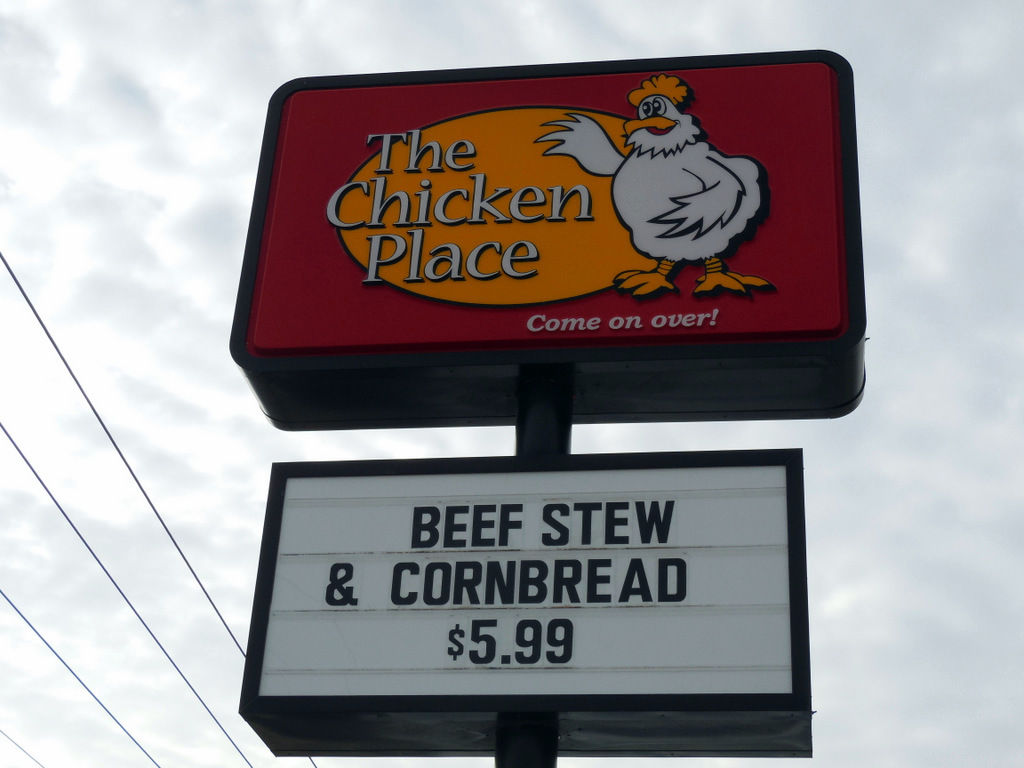 The
Chicken
Place
Come on over!
BEEF STEW
& CORNBREAD
$5.99